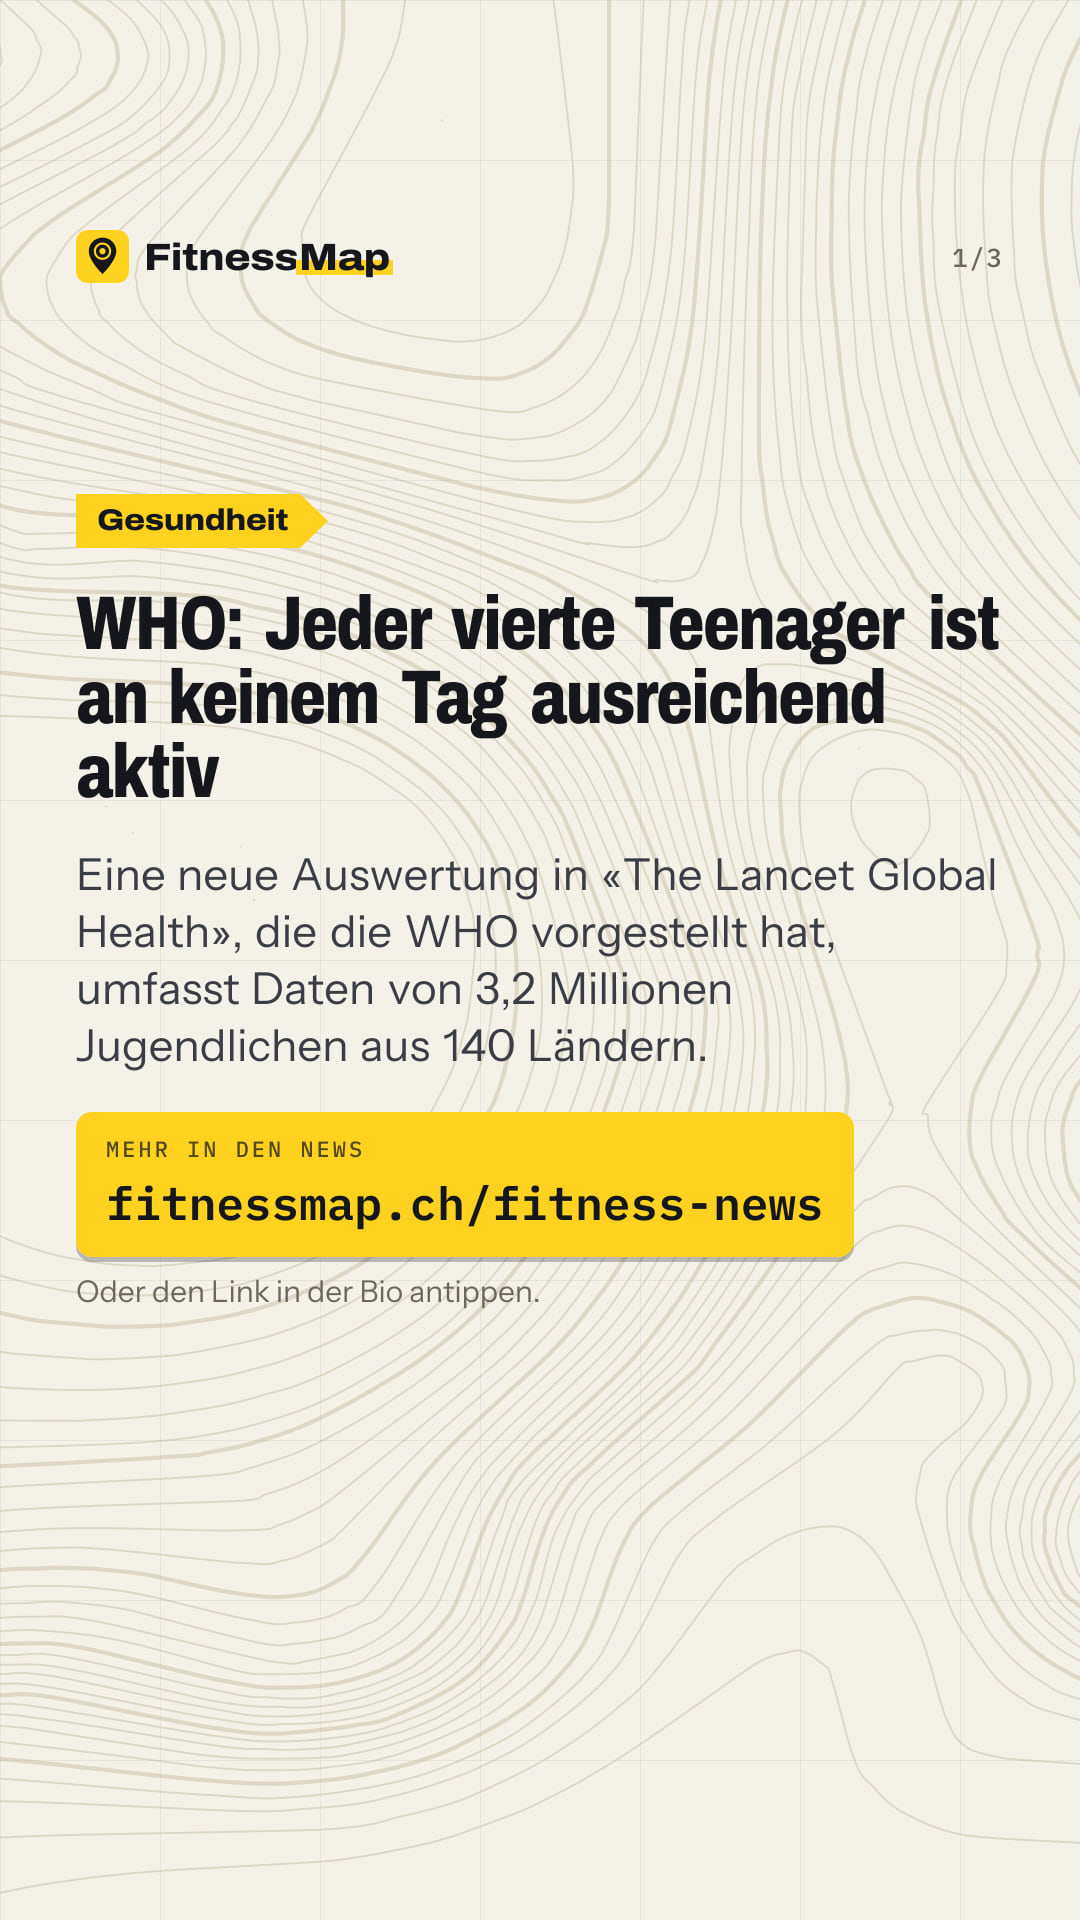 FitnessMap
1/3
Gesundheit
WHO: Jeder vierte Teenager ist
an keinem Tag ausreichend
aktiv
Eine neue Auswertung in «The Lancet Global
Health», die die WHO vorgestellt hat,
umfasst Daten von 3,2 Millionen
Jugendlichen aus 140 Ländern.
MEHR IN DEN NEWS
fitnessmap.ch/fitness-news
Oder den Link in der Bio antippen.